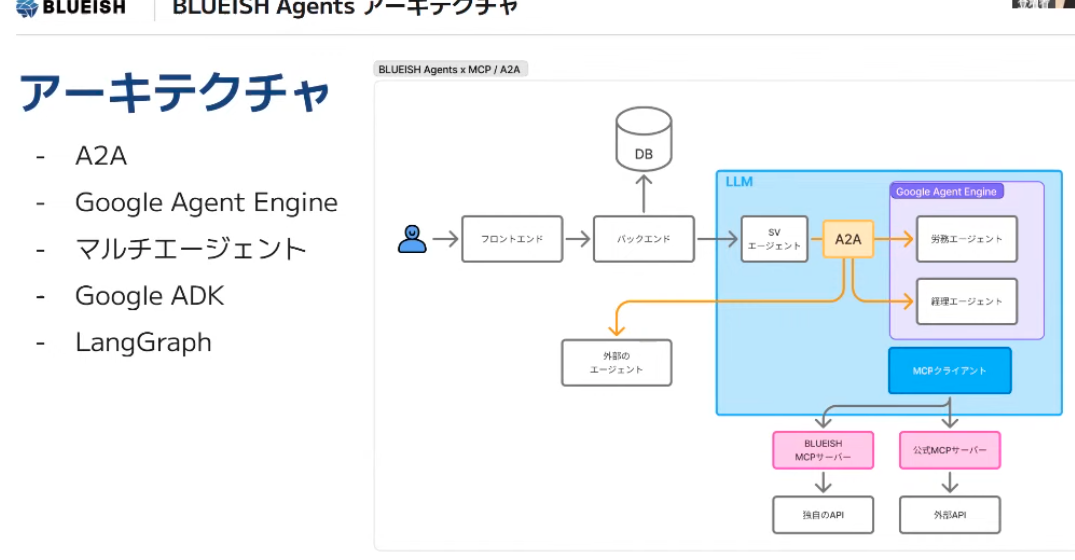 BLUEISH
BLUEISH Agents アーキテクチャ
登壇者
アーキテクチャ
- A2A
- Google Agent Engine
- マルチエージェント
- Google ADK
- LangGraph
BLUEISH Agents x MCP / A2A
DB
LLM
Google Agent Engine
フロントエンド
バックエンド
SV
エージェント
A2A
労務エージェント
経理エージェント
外部の
エージェント
MCPクライアント
BLUEISH
MCPサーバー
公式MCPサーバー
独自のAPI
外部API